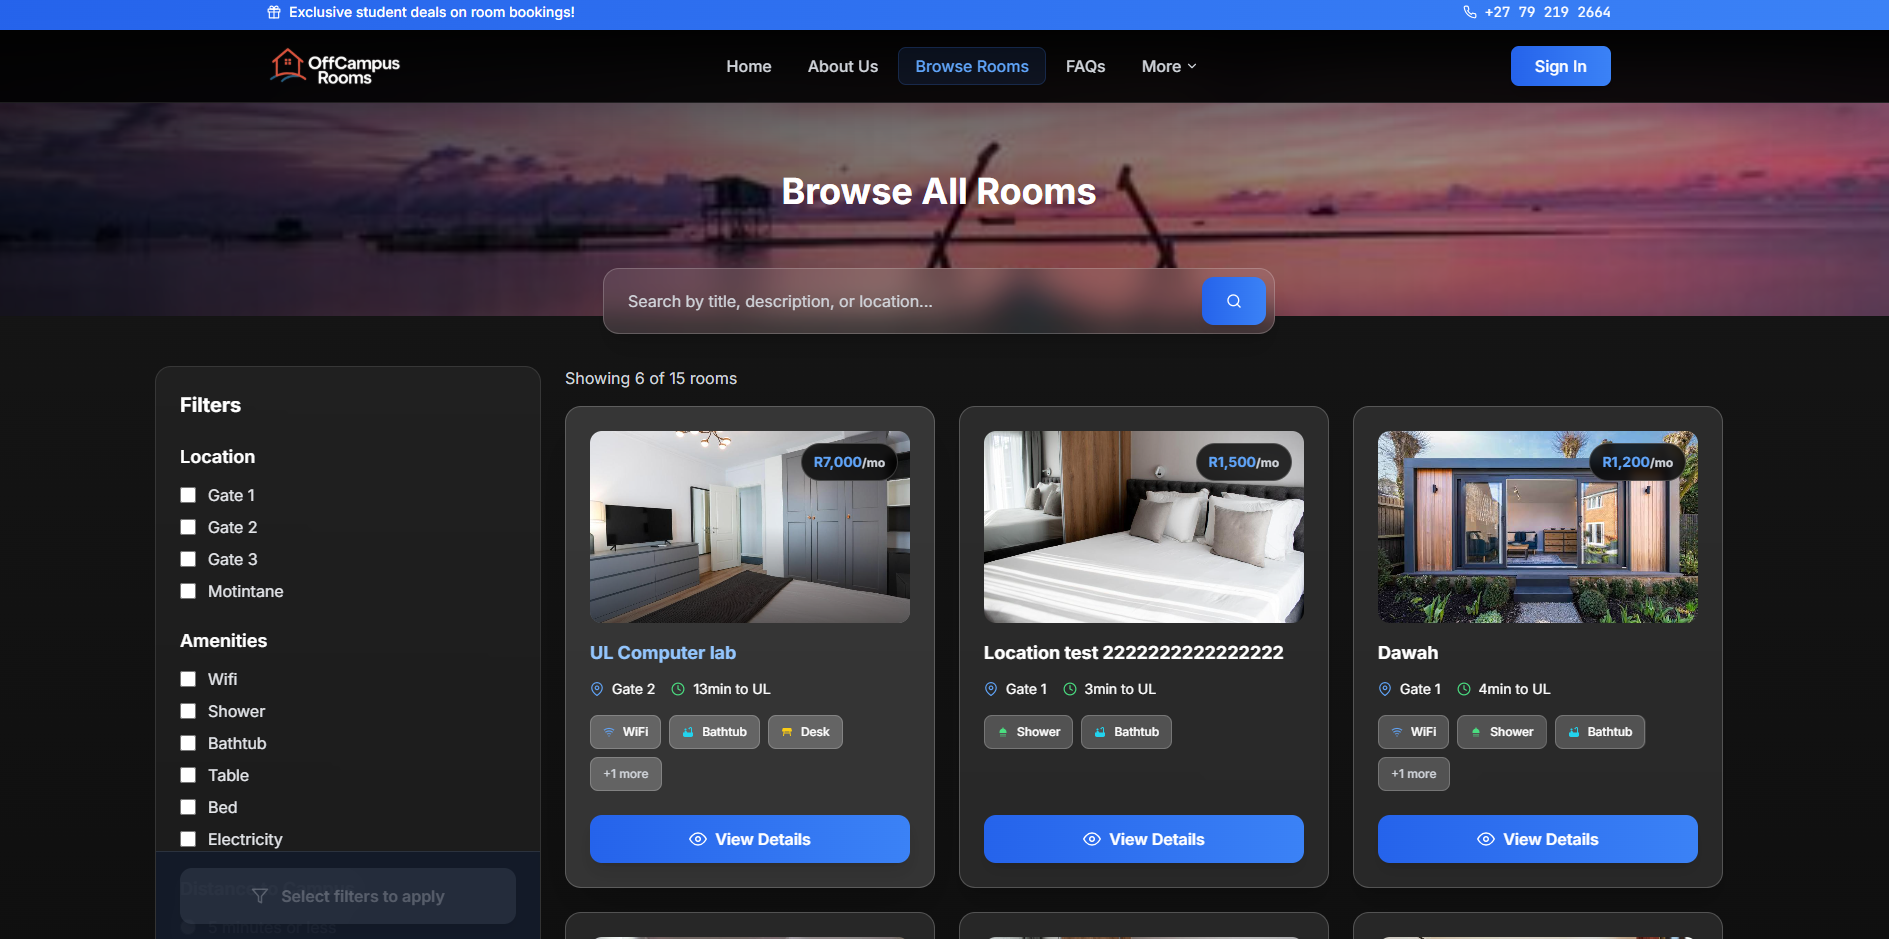 Exclusive student deals on room bookings!
+27 79 219 2664
OffCampus
Rooms
Home
About Us
Browse Rooms
FAQs
More
Sign In
Browse All Rooms
Search by title, description, or location...
Filters
Location
Gate 1
Gate 2
Gate 3
Motintane
Amenities
Wifi
Shower
Bathtub
Table
Bed
Electricity
Select filters to apply
5 minutes or less
Showing 6 of 15 rooms
R7,000/mo
UL Computer lab
Gate 2
13min to UL
WiFi
Bathtub
Desk
+1 more
View Details
R1,500/mo
Location test 2222222222222222
Gate 1
3min to UL
Shower
Bathtub
View Details
R1,200/mo
Dawah
Gate 1
4min to UL
WiFi
Shower
Bathtub
+1 more
View Details